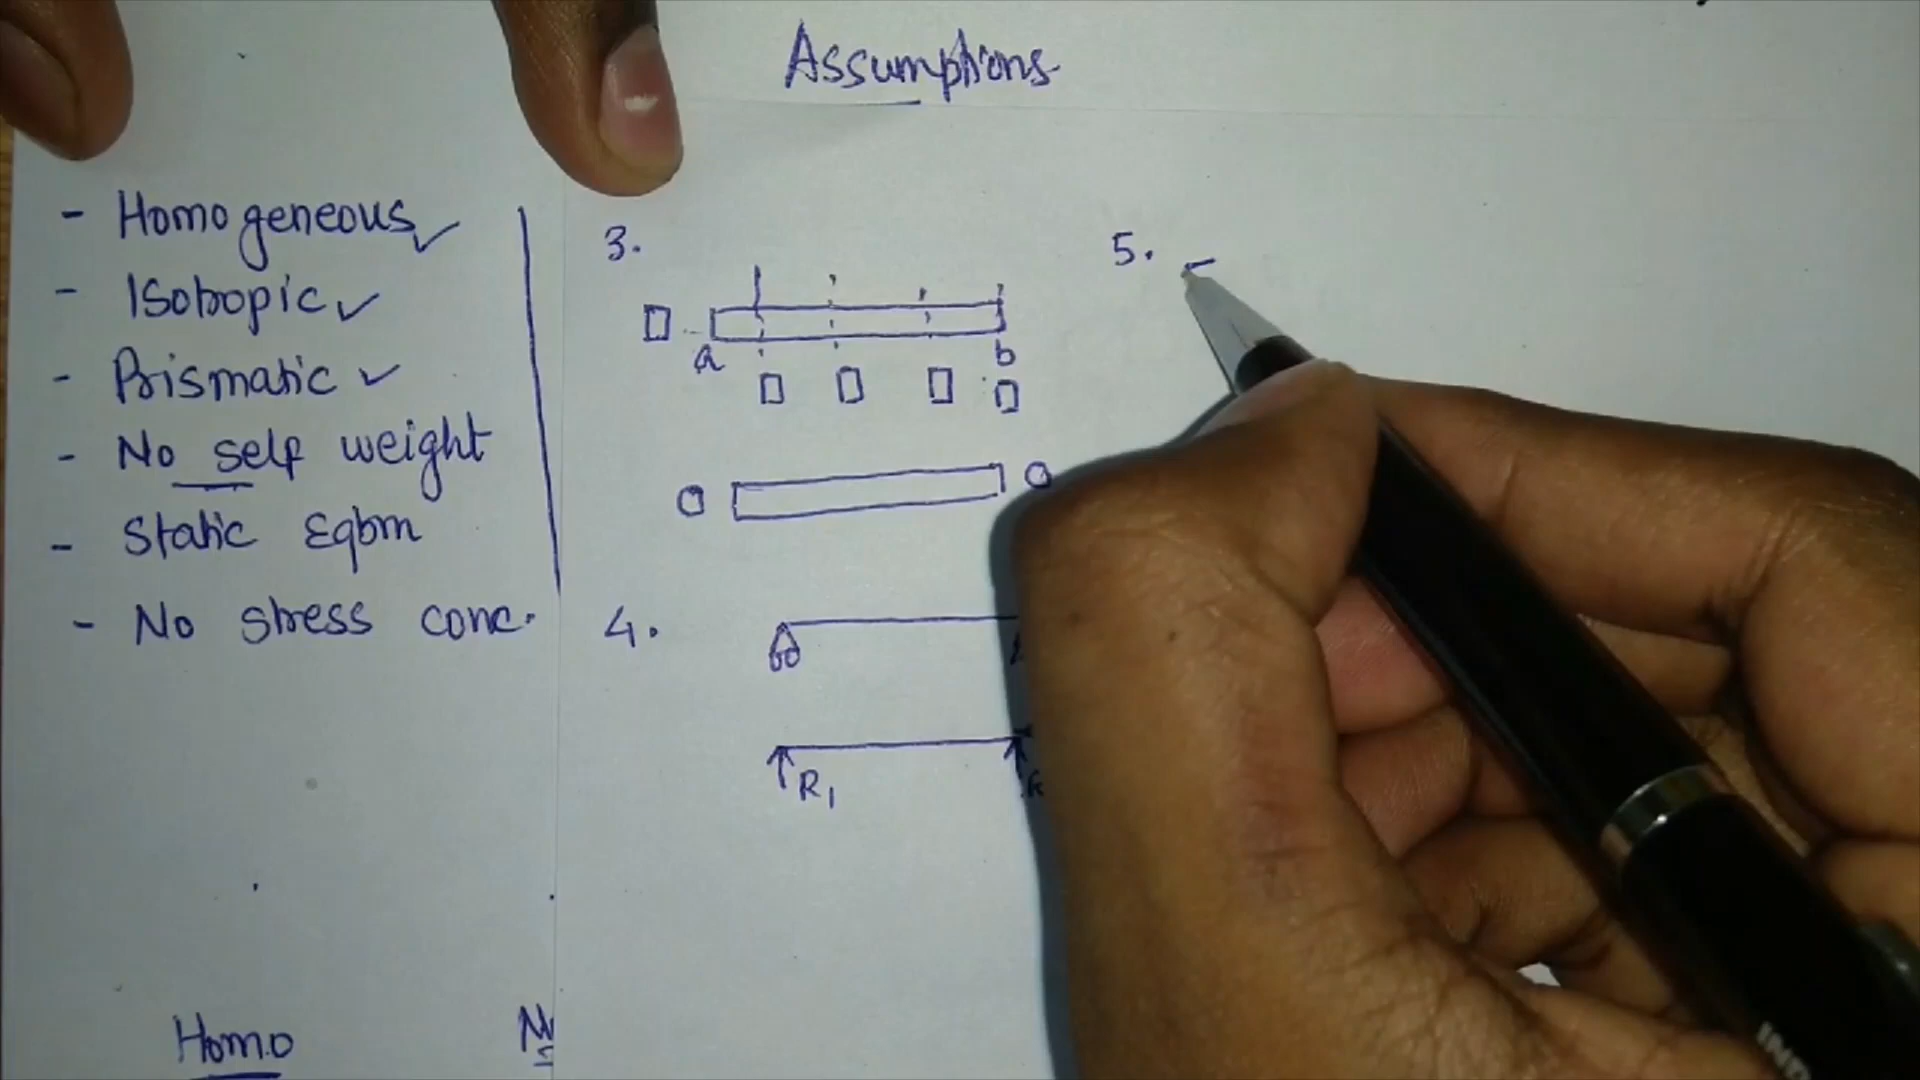 Assumptions
- Homogeneous ✓
- Isotropic ✓
- Prismatic ✓
- No self weight
- Static Eqbm
- No stress conc.
3.
a b
4.
R1
5.
Homo